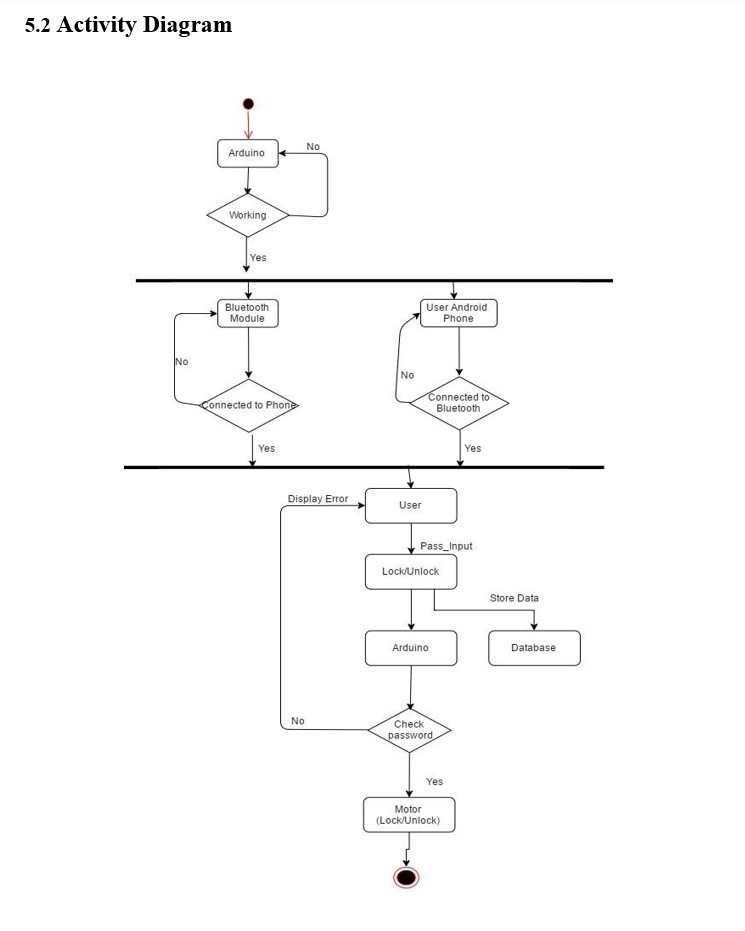 5.2 Activity Diagram
No
Arduino
Working
Yes
Bluetooth
Module
User Android
Phone
No
No
Connected to Phone
Connected to
Bluetooth
Yes
Yes
Display Error
User
Pass_Input
Lock/Unlock
Store Data
Arduino
Database
No
Check
password
Yes
Motor
(Lock/Unlock)